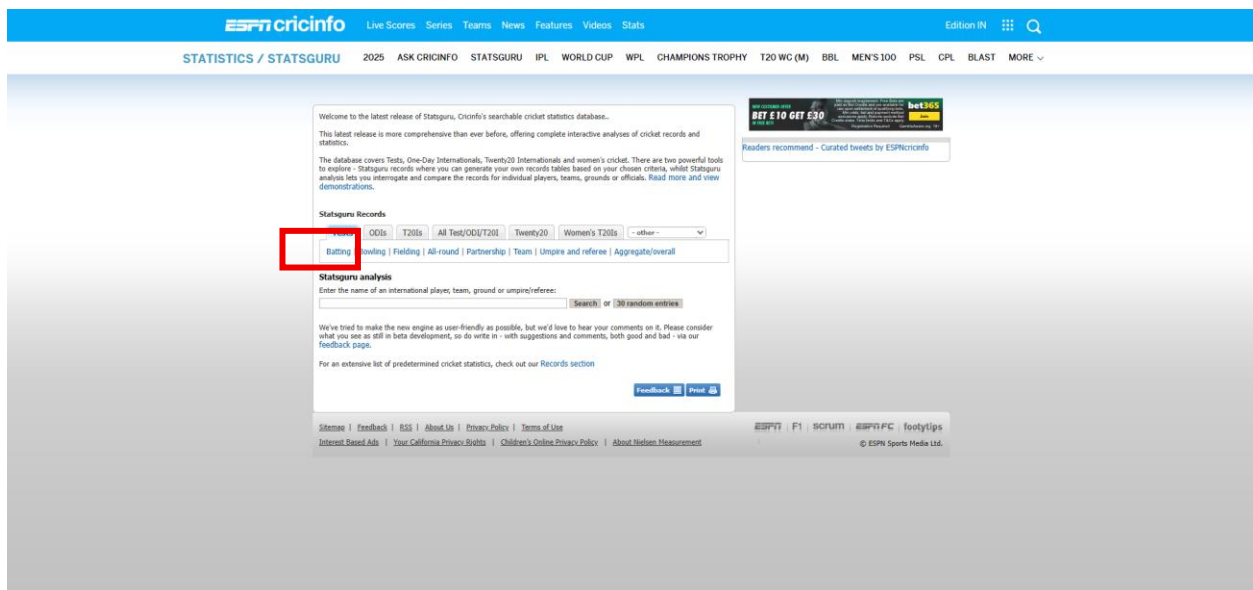 ESPN cricinfo Live Scores Series Teams News Features Videos Stats Edition IN
STATISTICS / STATSGURU 2025 ASK CRICINFO STATSGURU IPL WORLD CUP WPL CHAMPIONS TROPHY T20 WC (M) BBL MEN'S 100 PSL CPL BLAST MORE
Welcome to the latest release of Statsguru, Cricinfo's searchable cricket statistics database..
This latest release is more comprehensive than ever before, offering complete interactive analyses of cricket records and
statistics.
The database covers Tests, One-Day Internationals, Twenty20 Internationals and women's cricket. There are two powerful tools
to explore - Statsguru records where you can generate your own records tables based on your chosen criteria, whilst Statsguru
analysis lets you interrogate and compare the records for individual players, teams, grounds or officials. Read more and view
demonstrations.
BET £10 GET £30 bet365
Readers recommend - Curated tweets by ESPNcricinfo
Statsguru Records
ODIs T20Is All Test/ODI/T20I Twenty20 Women's T20Is - other -
Batting | Bowling | Fielding | All-round | Partnership | Team | Umpire and referee | Aggregate/overall
Statsguru analysis
Enter the name of an international player, team, ground or umpire/referee:
Search or 30 random entries
We've tried to make the new engine as user-friendly as possible, but we'd love to hear your comments on it. Please consider
what you see as still in beta development, so do write in - with suggestions and comments, both good and bad - via our
feedback page.
For an extensive list of predetermined cricket statistics, check out our Records section
Feedback Print
Sitemap | Feedback | RSS | About Us | Privacy Policy | Terms of Use
ESPN | F1 | scrum | ESPN FC | footytips
Interest Based Ads | Your California Privacy Rights | Children's Online Privacy Policy | About Nielsen Measurement
© ESPN Sports Media Ltd.